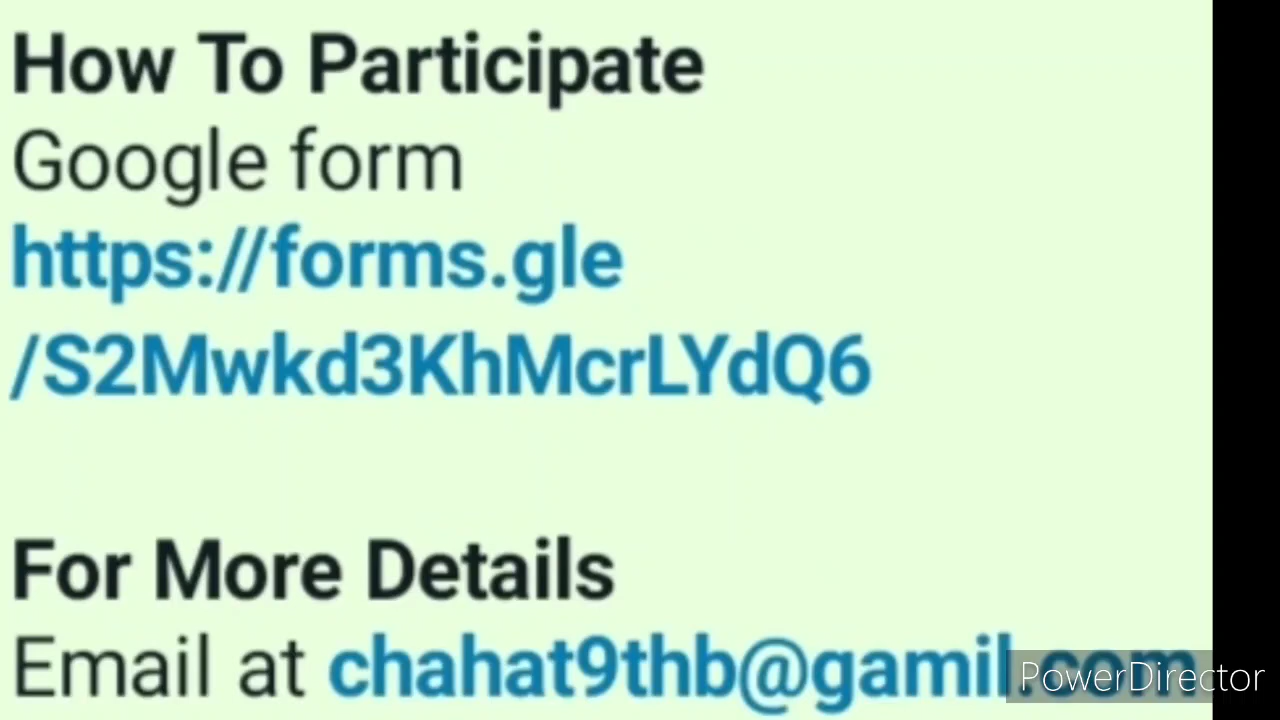 How To Participate
Google form
https://forms.gle
/S2Mwkd3KhMcrLYdQ6
For More Details
Email at chahat9thb@gamil.com
PowerDirector